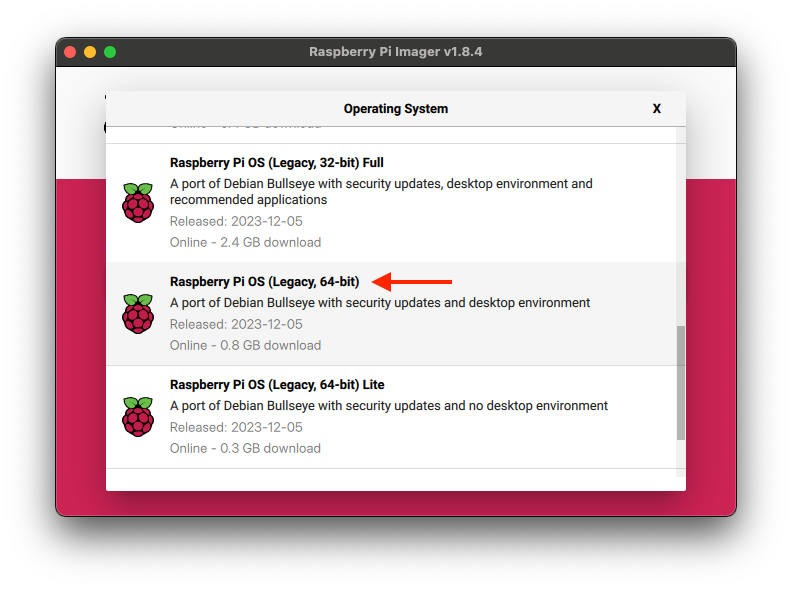 Raspberry Pi Imager v1.8.4
Operating System
X
Raspberry Pi OS (Legacy, 32-bit) Full
A port of Debian Bullseye with security updates, desktop environment and
recommended applications
Released: 2023-12-05
Online - 2.4 GB download
Raspberry Pi OS (Legacy, 64-bit)
A port of Debian Bullseye with security updates and desktop environment
Released: 2023-12-05
Online - 0.8 GB download
Raspberry Pi OS (Legacy, 64-bit) Lite
A port of Debian Bullseye with security updates and no desktop environment
Released: 2023-12-05
Online - 0.3 GB download